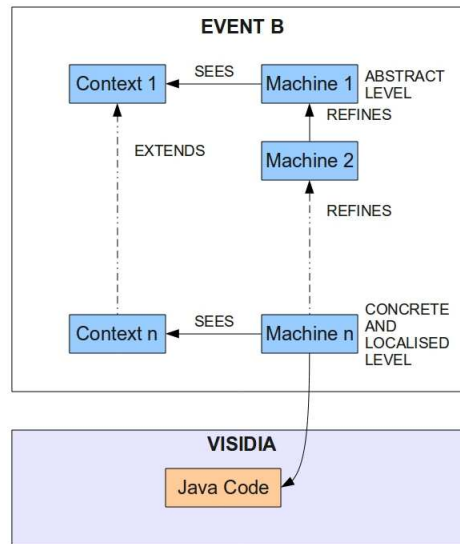 EVENT B
Context 1
SEES
Machine 1
ABSTRACT
LEVEL
REFINES
EXTENDS
Machine 2
REFINES
Context n
SEES
Machine n
CONCRETE
AND
LOCALISED
LEVEL
VISIDIA
Java Code